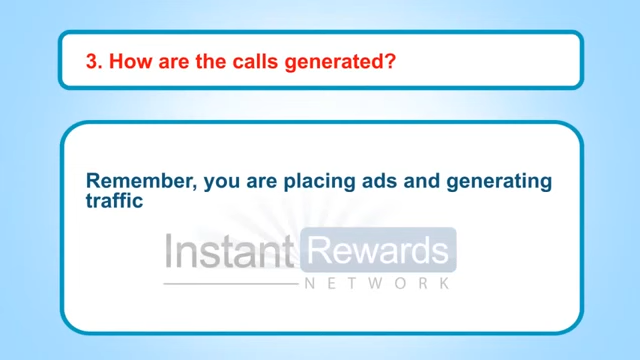 3. How are the calls generated?
Remember, you are placing ads and generating
traffic
Instant Rewards
NETWORK